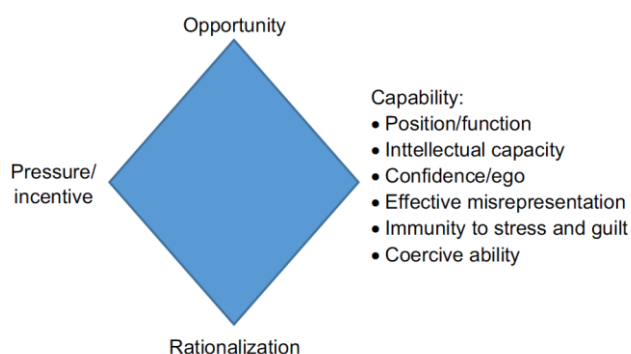 Opportunity
Pressure/
incentive
Capability:
• Position/function
• Inttellectual capacity
• Confidence/ego
• Effective misrepresentation
• Immunity to stress and guilt
• Coercive ability
Rationalization